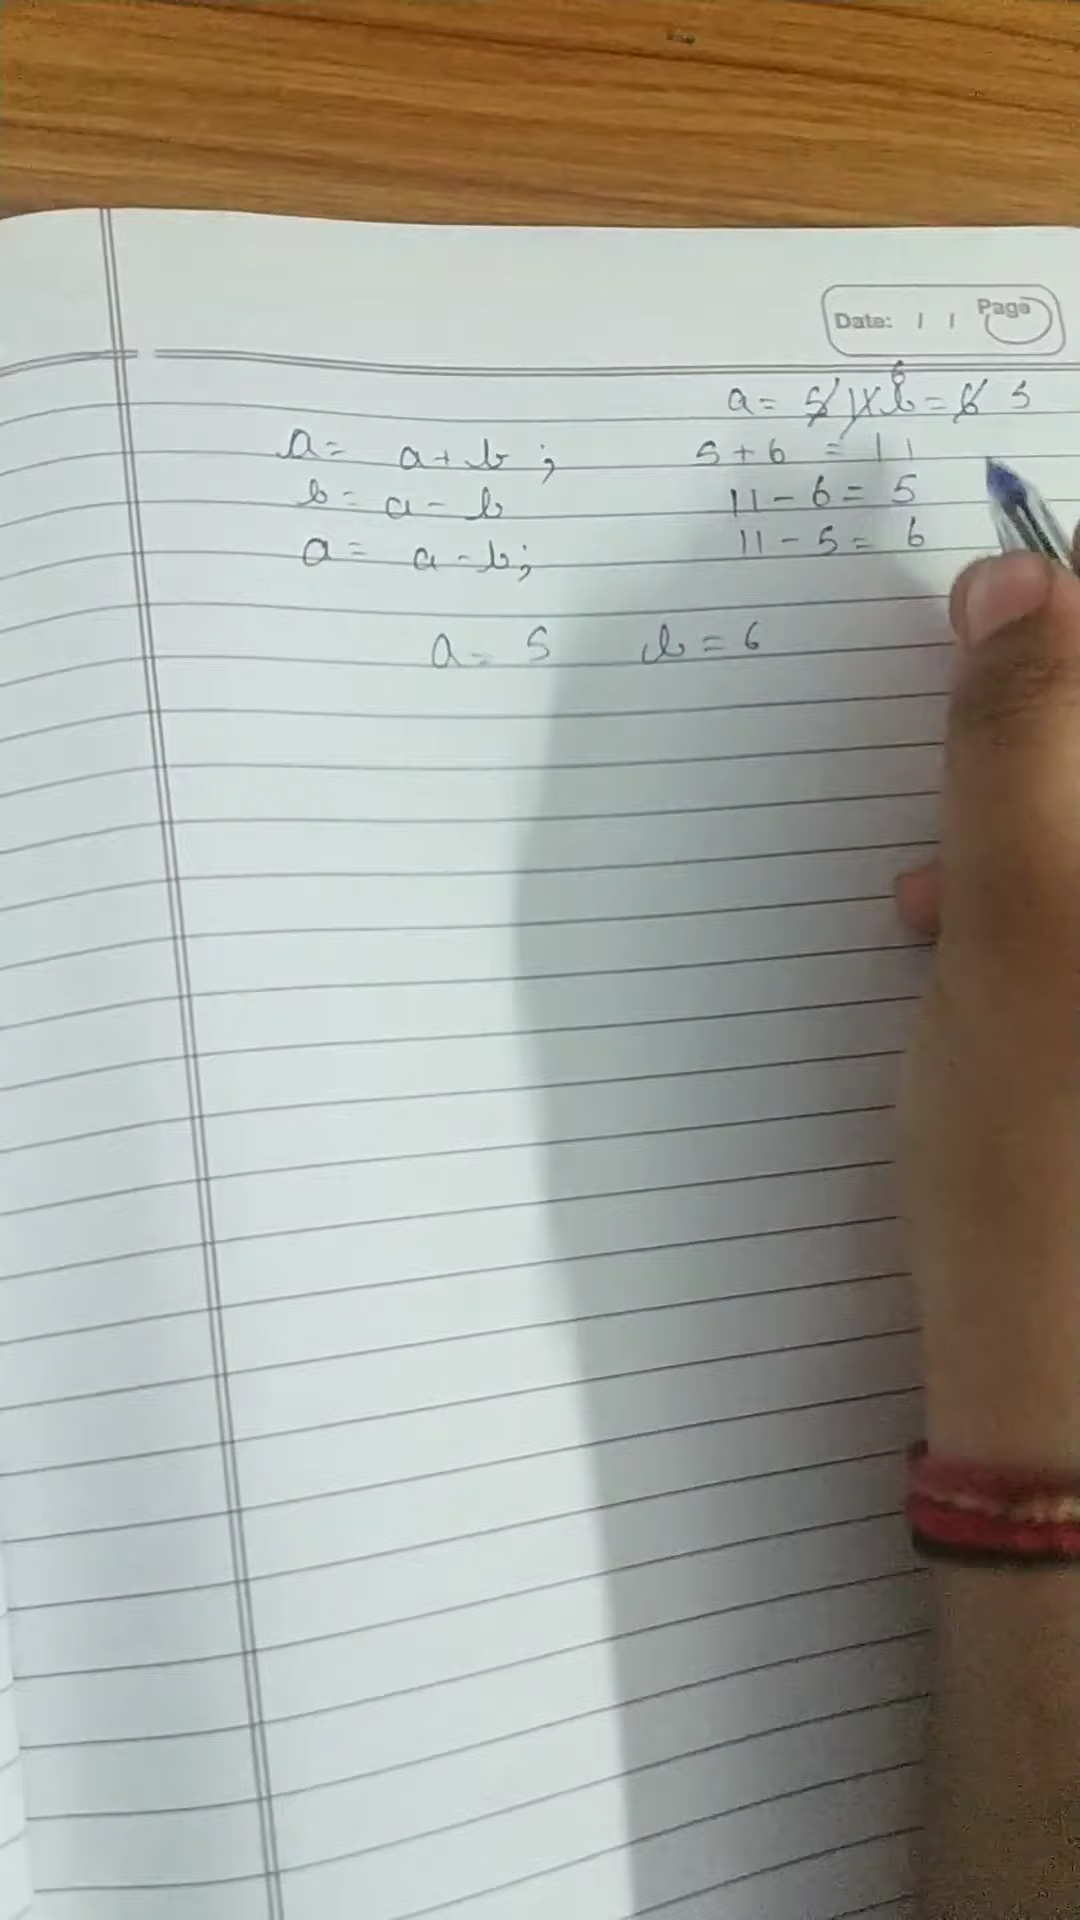 Date: / / Page
6
a = 5 11 b = 6 5
a = a + b ; 5 + 6 = 11
b = a - b 11 - 6 = 5
a = a - b; 11 - 5 = 6
a = 5 b = 6